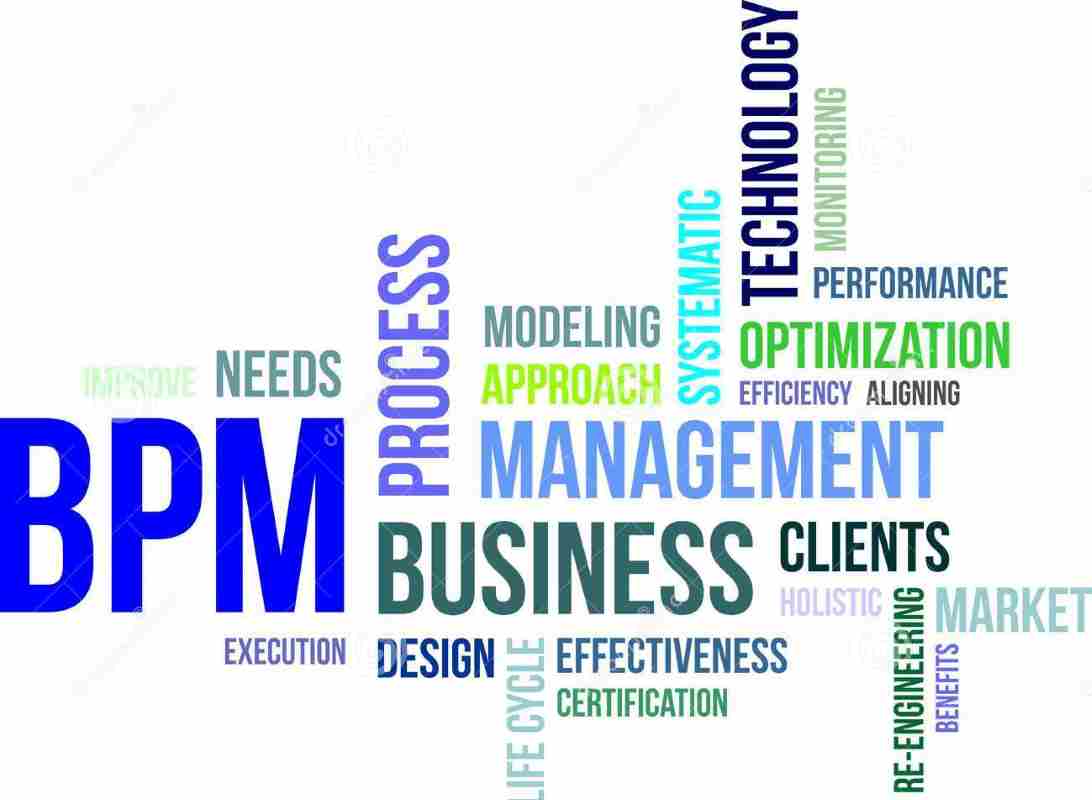 TECHNOLOGY
MONITORING
SYSTEMATIC
PERFORMANCE
PROCESS
MODELING
OPTIMIZATION
IMPROVE
NEEDS
APPROACH
EFFICIENCY
ALIGNING
BPM
MANAGEMENT
BUSINESS
CLIENTS
HOLISTIC
MARKET
RE-ENGINEERING
BENEFITS
EXECUTION
DESIGN
LIFE CYCLE
EFFECTIVENESS
CERTIFICATION